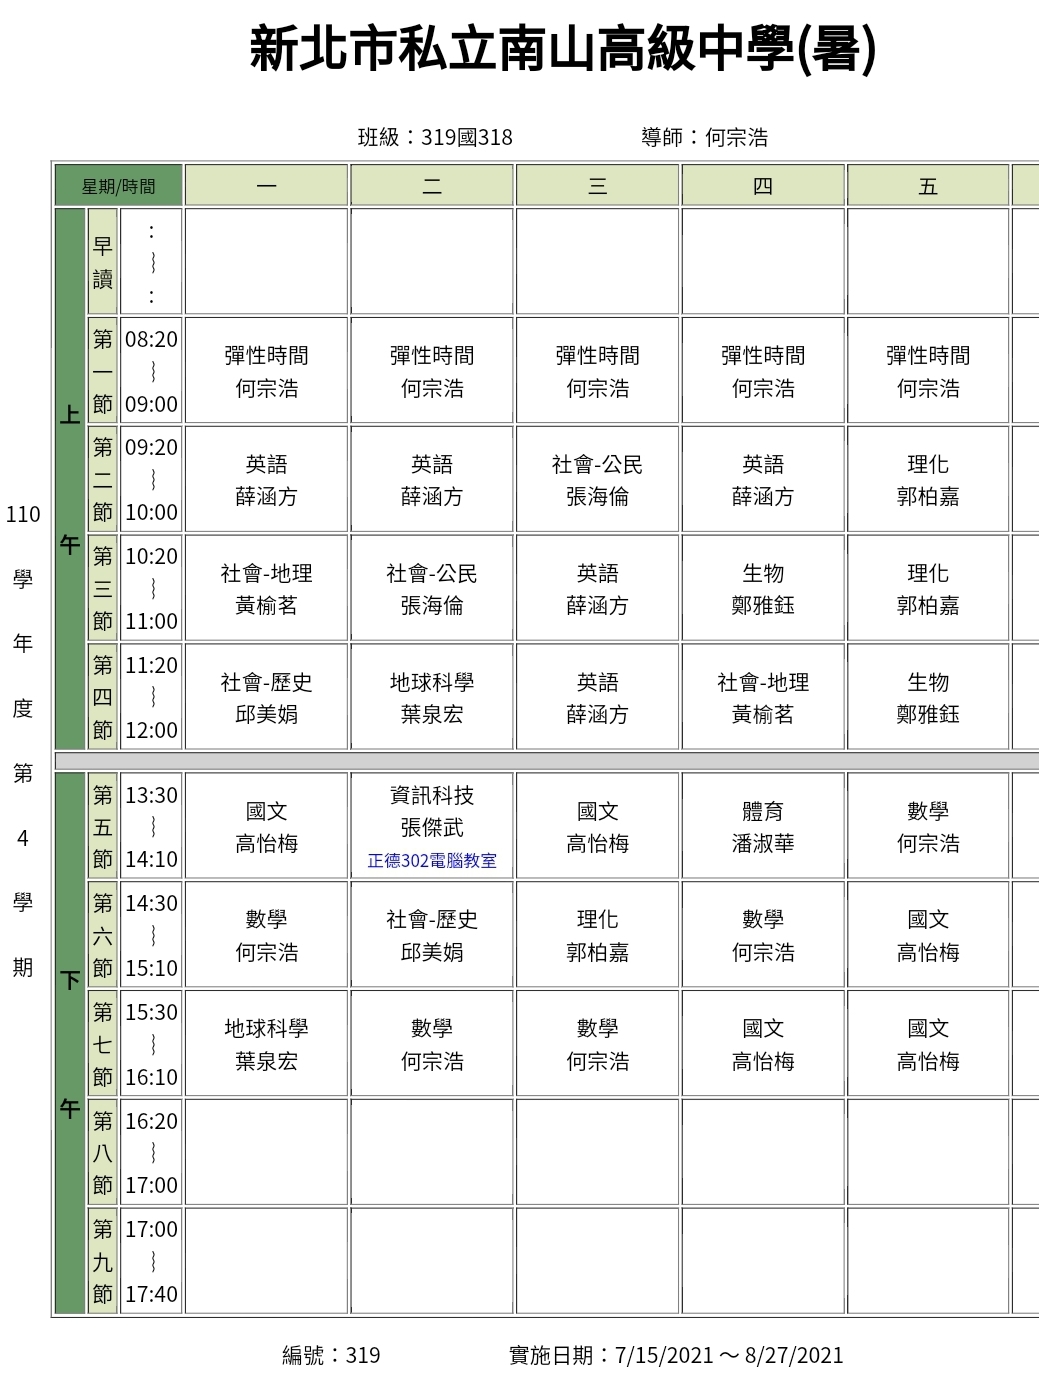 新北市私立南山高級中學(暑)
班級：319國318 導師：何宗浩
星期/時間 一 二 三 四 五
110
學
年
度
第
4
學
期
上
午
早
讀
:
﹏
:
第
一
節
08:20
﹏
09:00
彈性時間
何宗浩
彈性時間
何宗浩
彈性時間
何宗浩
彈性時間
何宗浩
彈性時間
何宗浩
第
二
節
09:20
﹏
10:00
英語
薛涵方
英語
薛涵方
社會-公民
張海倫
英語
薛涵方
理化
郭柏嘉
第
三
節
10:20
﹏
11:00
社會-地理
黃榆茗
社會-公民
張海倫
英語
薛涵方
生物
鄭雅鈺
理化
郭柏嘉
第
四
節
11:20
﹏
12:00
社會-歷史
邱美娟
地球科學
葉泉宏
英語
薛涵方
社會-地理
黃榆茗
生物
鄭雅鈺
下
午
第
五
節
13:30
﹏
14:10
國文
高怡梅
資訊科技
張傑武
正德302電腦教室
國文
高怡梅
體育
潘淑華
數學
何宗浩
第
六
節
14:30
﹏
15:10
數學
何宗浩
社會-歷史
邱美娟
理化
郭柏嘉
數學
何宗浩
國文
高怡梅
第
七
節
15:30
﹏
16:10
地球科學
葉泉宏
數學
何宗浩
數學
何宗浩
國文
高怡梅
國文
高怡梅
第
八
節
16:20
﹏
17:00
第
九
節
17:00
﹏
17:40
編號：319 實施日期：7/15/2021 ～ 8/27/2021